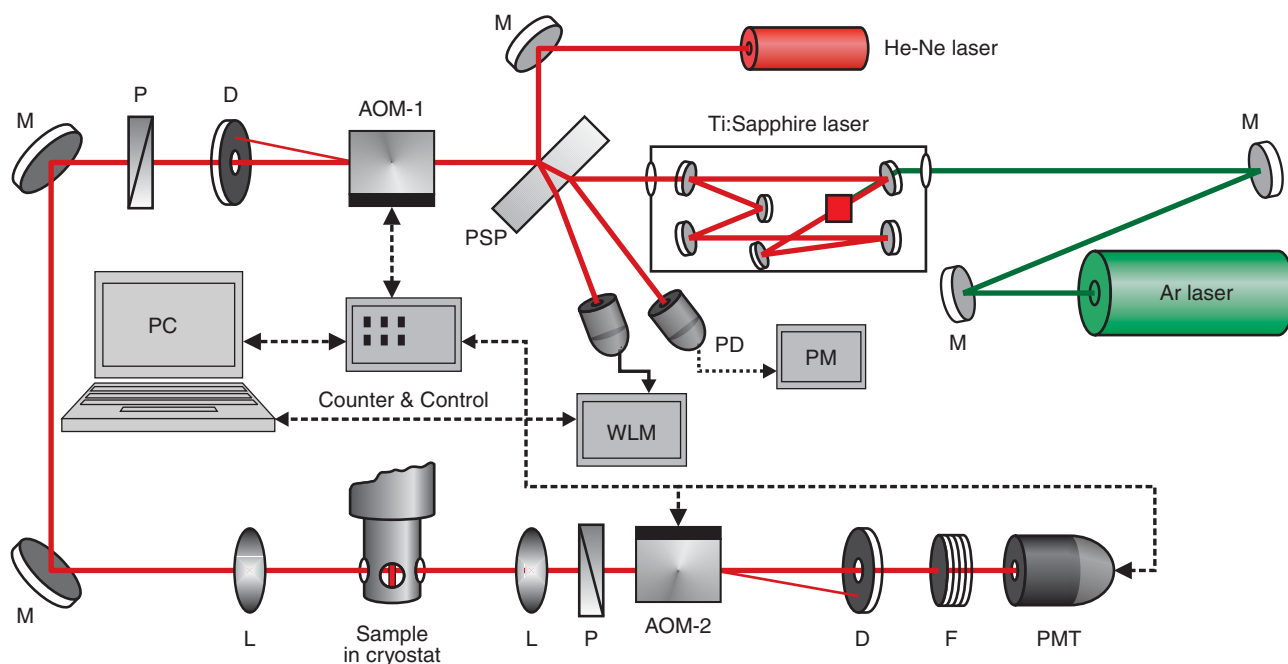 M
He-Ne laser
M
P
D
AOM-1
Ti:Sapphire laser
M
PSP
PC
Ar laser
M
PD
PM
Counter & Control
WLM
M
L
Sample
in cryostat
L
P
AOM-2
D
F
PMT